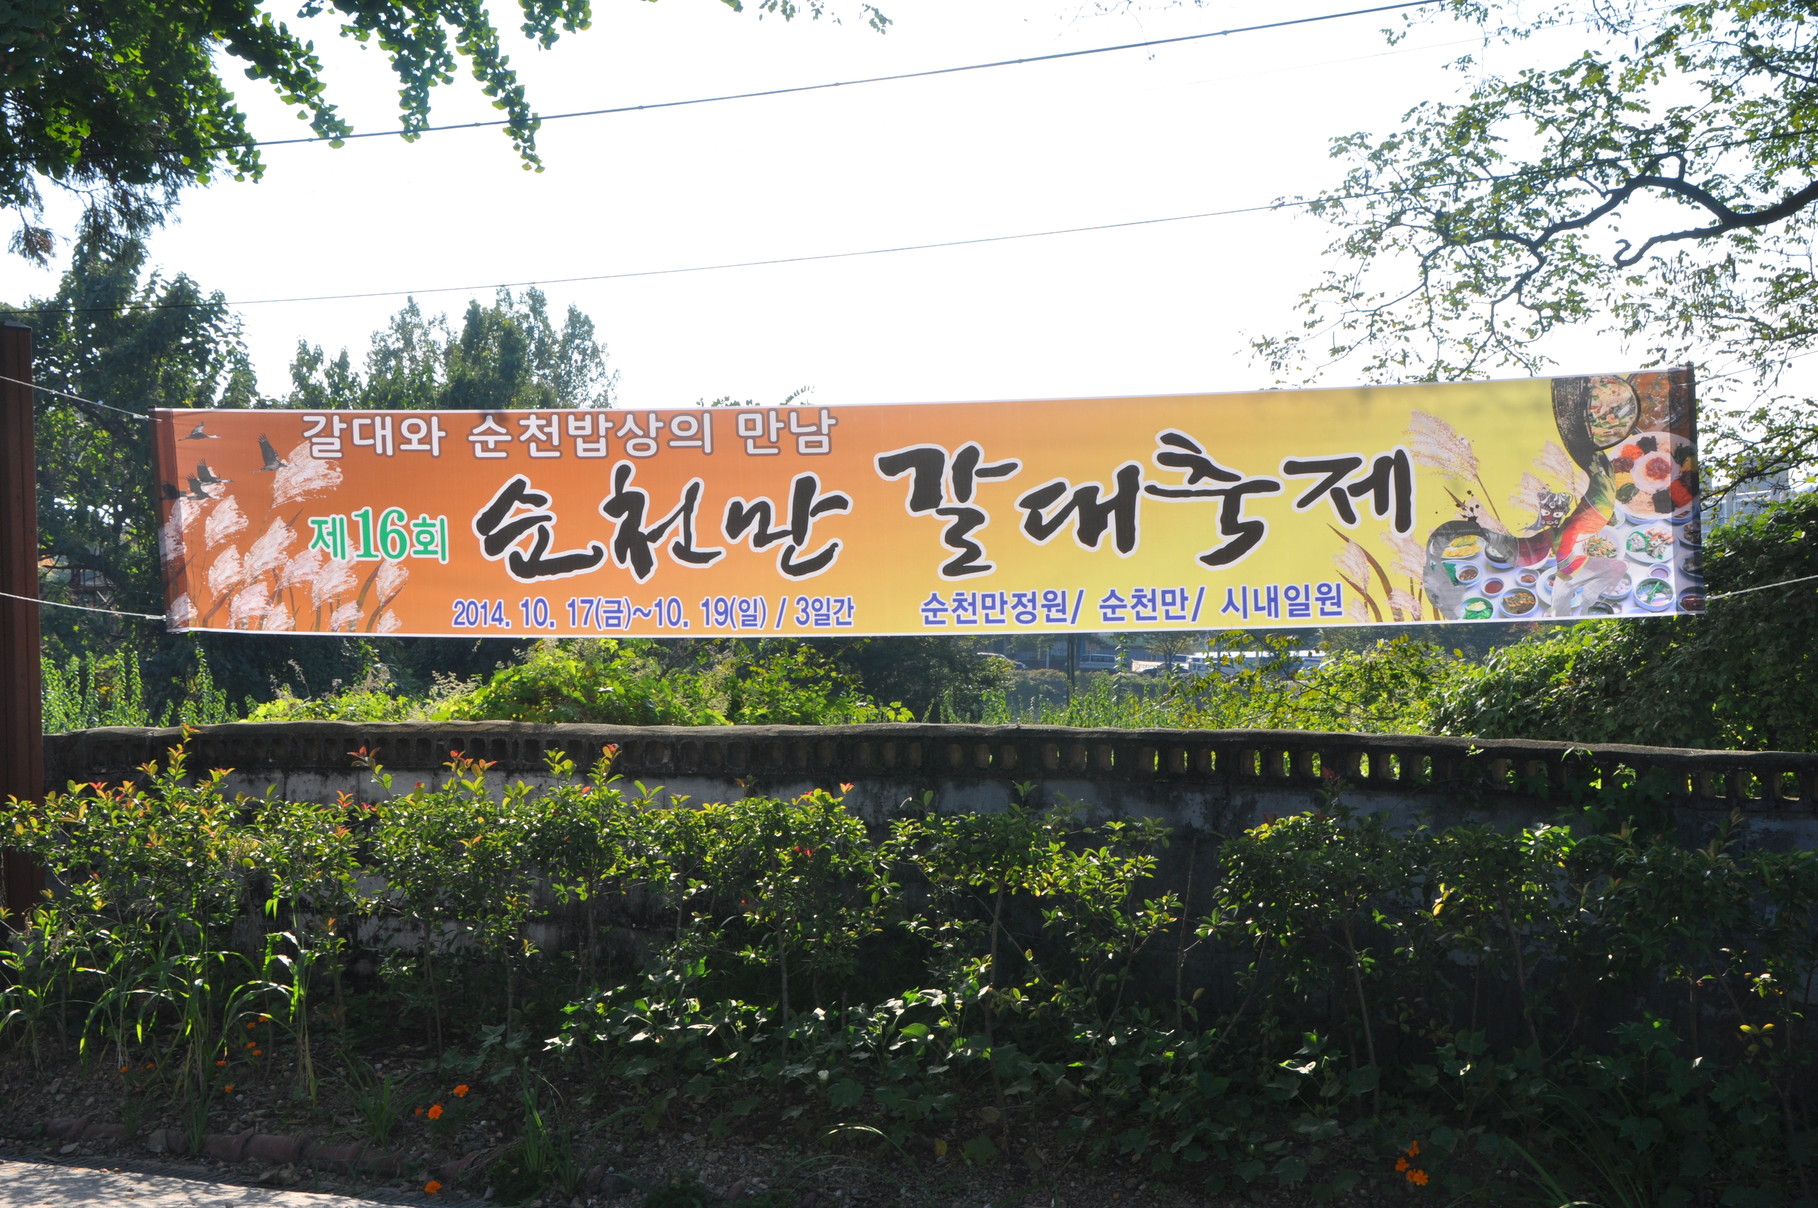 갈대와 순천밥상의 만남
제16회 순천만 갈대축제
2014. 10. 17(금)~10. 19(일) / 3일간 순천만정원/ 순천만/ 시내일원